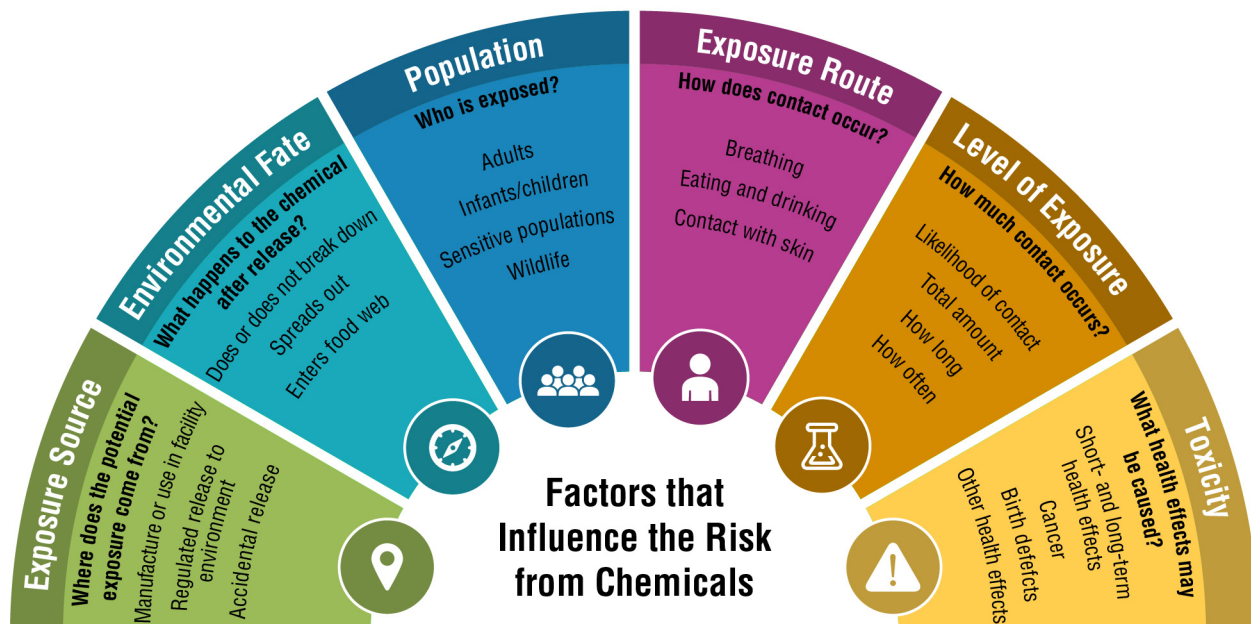 Exposure Source
Where does the potential
exposure come from?
Manufacture or use in facility
Regulated release to
environment
Accidental release
Environmental Fate
What happens to the chemical
after release?
Does or does not break down
Spreads out
Enters food web
Population
Who is exposed?
Adults
Infants/children
Sensitive populations
Wildlife
Exposure Route
How does contact occur?
Breathing
Eating and drinking
Contact with skin
Level of Exposure
How much contact occurs?
Likelihood of contact
Total amount
How long
How often
Toxicity
What health effects may
be caused?
Short- and long-term
health effects
Cancer
Birth defefcts
Other health effects
Factors that
Influence the Risk
from Chemicals